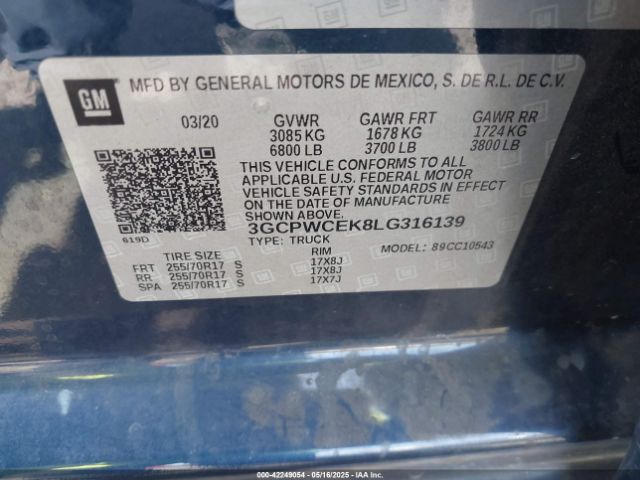 GM
MFD BY GENERAL MOTORS DE MEXICO, S. DE R.L. DE C.V.
03/20 GVWR GAWR FRT GAWR RR
3085 KG 1678 KG 1724 KG
6800 LB 3700 LB 3800 LB
THIS VEHICLE CONFORMS TO ALL
APPLICABLE U.S. FEDERAL MOTOR
VEHICLE SAFETY STANDARDS IN EFFECT
ON THE DATE OF MANUFACTURE
SHOWN ABOVE.
3GCPWCEK8LG316139
619D
TYPE: TRUCK MODEL: 89CC10543
TIRE SIZE RIM
FRT 255/70R17 S 17X8J
RR 255/70R17 S 17X8J
SPA 255/70R17 S 17X7J
000-42249054 - 05/16/2025 - IAAI.COM